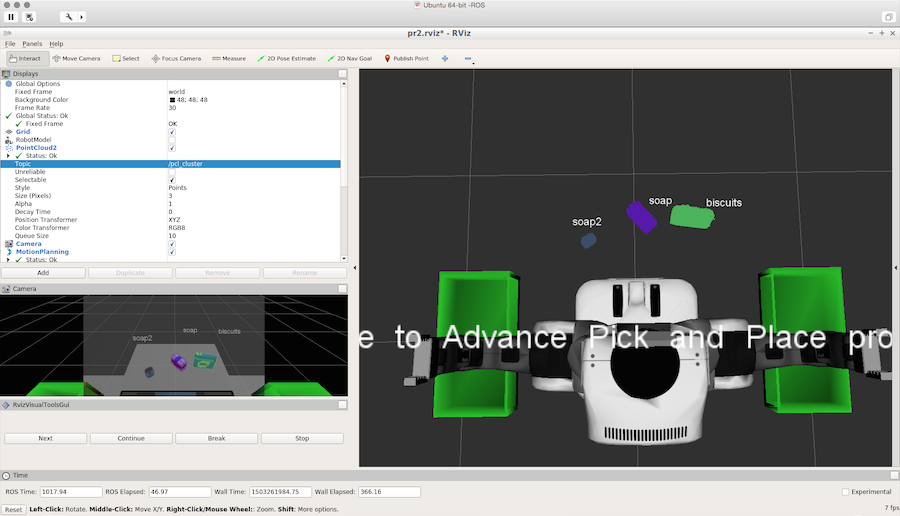 Ubuntu 64-bit -ROS
pr2.rviz* - RViz
File Panels Help
Interact Move Camera Select Focus Camera Measure 2D Pose Estimate 2D Nav Goal Publish Point
Displays
Global Options
Fixed Frame world
Background Color 48; 48; 48
Frame Rate 30
Global Status: Ok
Fixed Frame OK
Grid
RobotModel
PointCloud2
Status: Ok
Topic /pcl_cluster
Unreliable
Selectable
Style Points
Size (Pixels) 3
Alpha 1
Decay Time 0
Position Transformer XYZ
Color Transformer RGB8
Queue Size 10
Camera
MotionPlanning
Status: Ok
Add Duplicate Remove Rename
Camera
soap2 soap biscuits
RvizVisualToolsGui
Next Continue Break Stop
soap biscuits
soap2
e to Advance Pick and Place pro
Time
ROS Time: 1017.94 ROS Elapsed: 46.97 Wall Time: 1503261984.75 Wall Elapsed: 366.16 Experimental
Reset Left-Click: Rotate. Middle-Click: Move X/Y. Right-Click/Mouse Wheel:: Zoom. Shift: More options. 7 fps